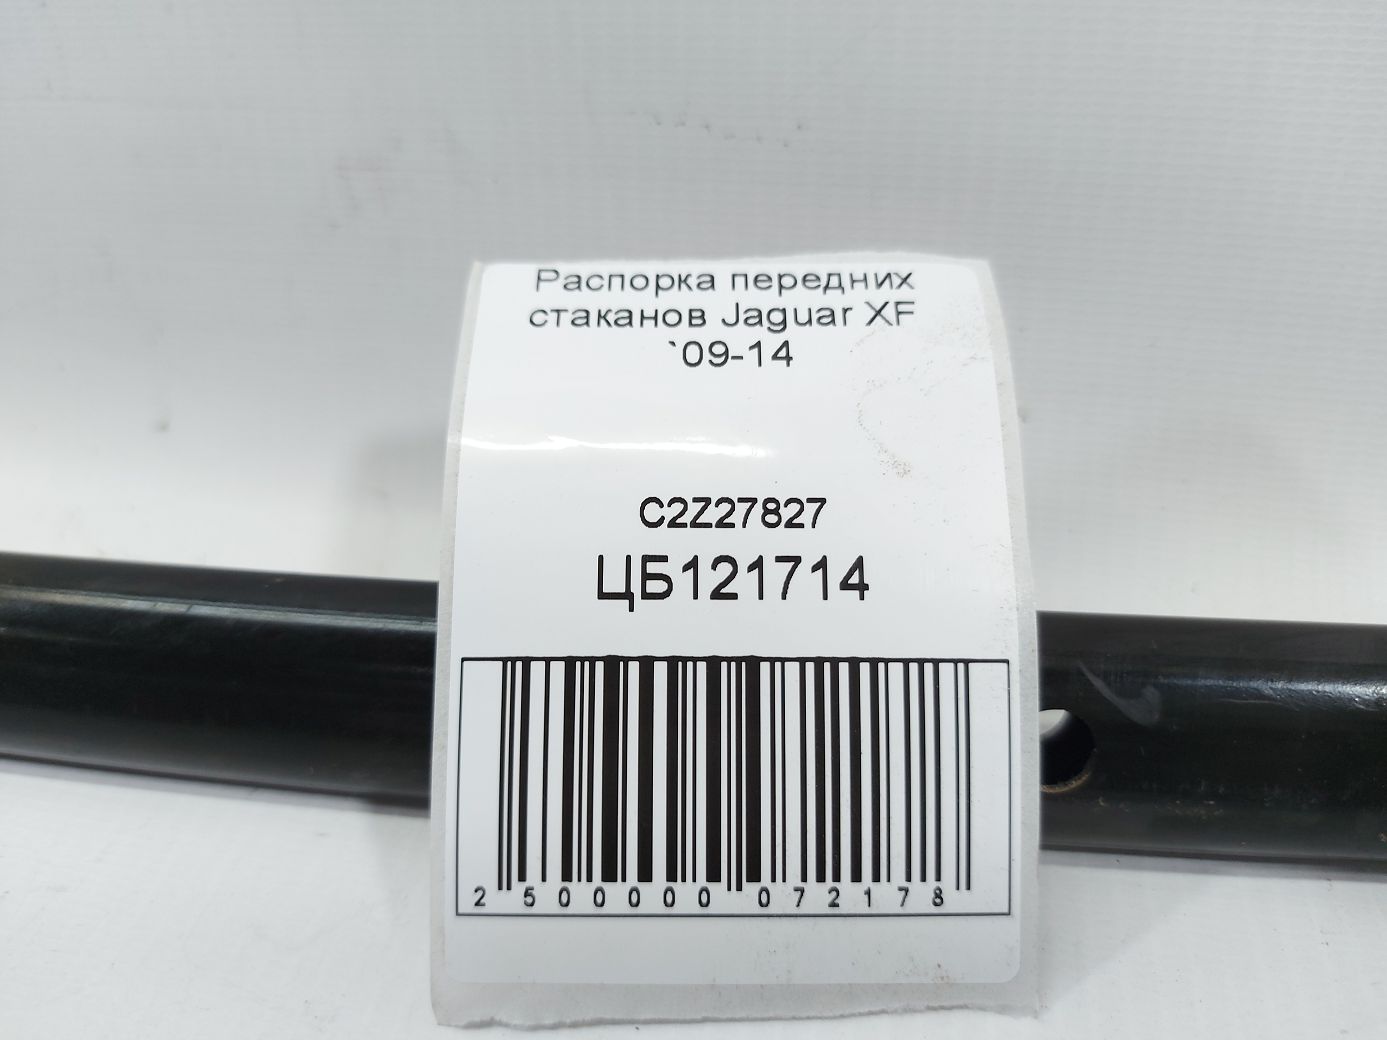 Распорка передних
стаканов Jaguar XF
`09-14
C2Z27827
ЦБ121714
2 500000 072178